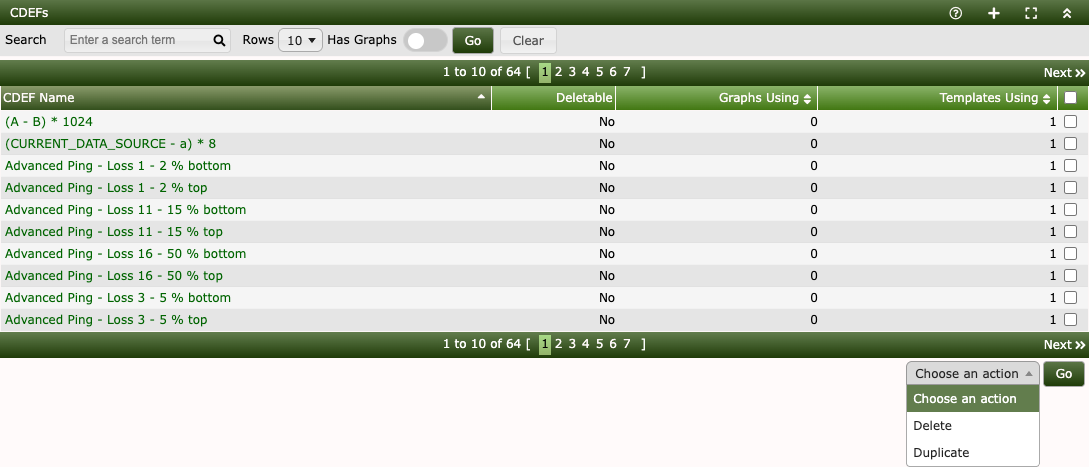 CDEFs
Search Enter a search term Rows 10 Has Graphs Go Clear
1 to 10 of 64 [ 1 2 3 4 5 6 7 ] Next
CDEF Name Deletable Graphs Using Templates Using
(A - B) * 1024 No 0 1
(CURRENT_DATA_SOURCE - a) * 8 No 0 1
Advanced Ping - Loss 1 - 2 % bottom No 0 1
Advanced Ping - Loss 1 - 2 % top No 0 1
Advanced Ping - Loss 11 - 15 % bottom No 0 1
Advanced Ping - Loss 11 - 15 % top No 0 1
Advanced Ping - Loss 16 - 50 % bottom No 0 1
Advanced Ping - Loss 16 - 50 % top No 0 1
Advanced Ping - Loss 3 - 5 % bottom No 0 1
Advanced Ping - Loss 3 - 5 % top No 0 1
1 to 10 of 64 [ 1 2 3 4 5 6 7 ] Next
Choose an action Go
Choose an action
Delete
Duplicate